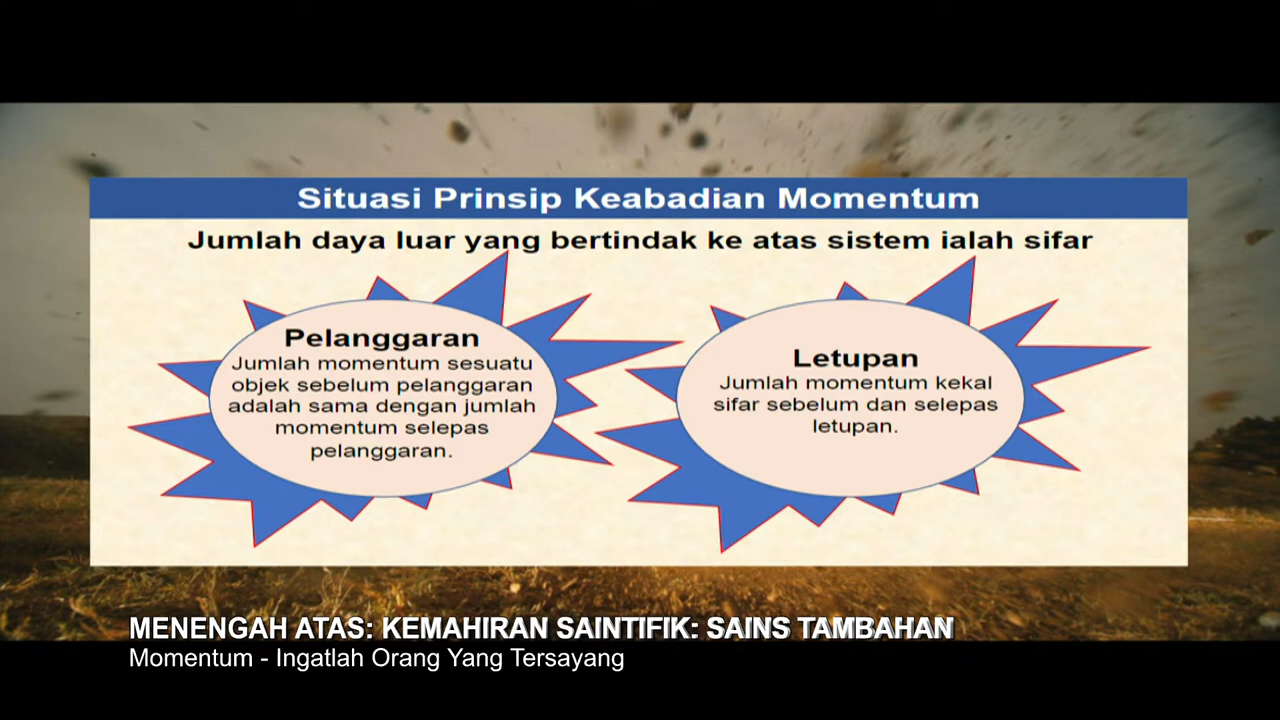 Situasi Prinsip Keabadian Momentum
Jumlah daya luar yang bertindak ke atas sistem ialah sifar
Pelanggaran
Jumlah momentum sesuatu
objek sebelum pelanggaran
adalah sama dengan jumlah
momentum selepas
pelanggaran.
Letupan
Jumlah momentum kekal
sifar sebelum dan selepas
letupan.
MENENGAH ATAS: KEMAHIRAN SAINTIFIK: SAINS TAMBAHAN
Momentum - Ingatlah Orang Yang Tersayang